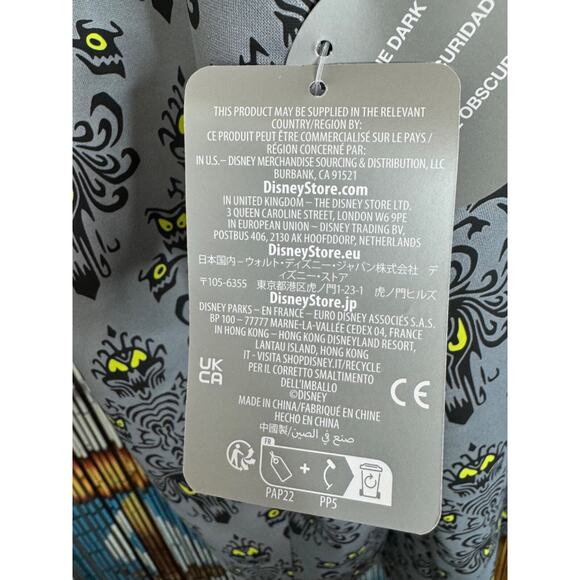 E DARK
CURIDAD
L'OBSCU
THIS PRODUCT MAY BE SUPPLIED IN THE RELEVANT
COUNTRY/REGION BY:
CE PRODUIT PEUT ÊTRE COMMERCIALISÉ SUR LE PAYS /
RÉGION CONCERNÉ PAR:
IN U.S.– DISNEY MERCHANDISE SOURCING & DISTRIBUTION, LLC
BURBANK, CA 91521
DisneyStore.com
IN UNITED KINGDOM – THE DISNEY STORE LTD.
3 QUEEN CAROLINE STREET, LONDON W6 9PE
IN EUROPEAN UNION – DISNEY TRADING BV.
POSTBUS 406, 2130 AK HOOFDDORP, NETHERLANDS
DisneyStore.eu
日本国内－ウォルト・ディズニー・ジャパン株式会社　デ
ィズニー・ストア
〒105-6355　東京都港区虎ノ門1-23-1　虎ノ門ヒルズ
DisneyStore.jp
DISNEY PARKS – EN FRANCE – EURO DISNEY ASSOCIÉS S.A.S.
BP 100 – 77777 MARNE-LA-VALLÉE CEDEX 04, FRANCE
IN HONG KONG – HONG KONG DISNEYLAND RESORT,
LANTAU ISLAND, HONG KONG
IT - VISITA SHOPDISNEY.IT/RECYCLE
PER IL CORRETTO SMALTIMENTO
DELL'IMBALLO
©DISNEY
MADE IN CHINA/FABRIQUÉ EN CHINE
HECHO EN CHINA
中國製/صنع في الصين
UK
CA
CE
FR
+
PAP22 PP5